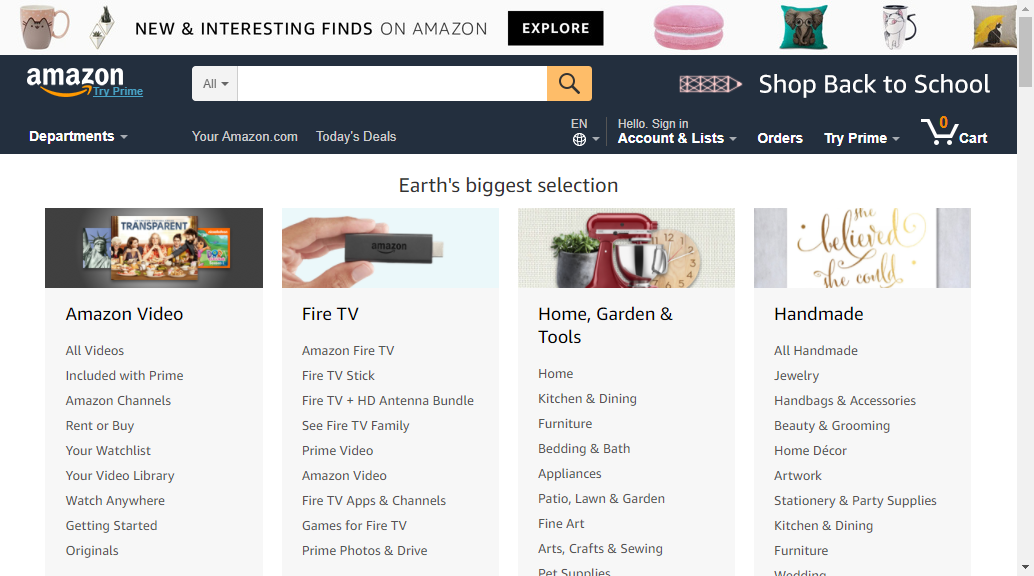 NEW & INTERESTING FINDS ON AMAZON EXPLORE
amazon
Try Prime
All
Shop Back to School
Departments
Your Amazon.com
Today's Deals
EN
Hello. Sign in
Account & Lists
Orders
Try Prime
0
Cart
Earth's biggest selection
TRANSPARENT
Amazon Video
All Videos
Included with Prime
Amazon Channels
Rent or Buy
Your Watchlist
Your Video Library
Watch Anywhere
Getting Started
Originals
amazon
Fire TV
Amazon Fire TV
Fire TV Stick
Fire TV + HD Antenna Bundle
See Fire TV Family
Prime Video
Amazon Video
Fire TV Apps & Channels
Games for Fire TV
Prime Photos & Drive
12
1
2
3
4
Home, Garden &
Tools
Home
Kitchen & Dining
Furniture
Bedding & Bath
Appliances
Patio, Lawn & Garden
Fine Art
Arts, Crafts & Sewing
Pet Supplies
she
believed
she could
Handmade
All Handmade
Jewelry
Handbags & Accessories
Beauty & Grooming
Home Décor
Artwork
Stationery & Party Supplies
Kitchen & Dining
Furniture
Wedding